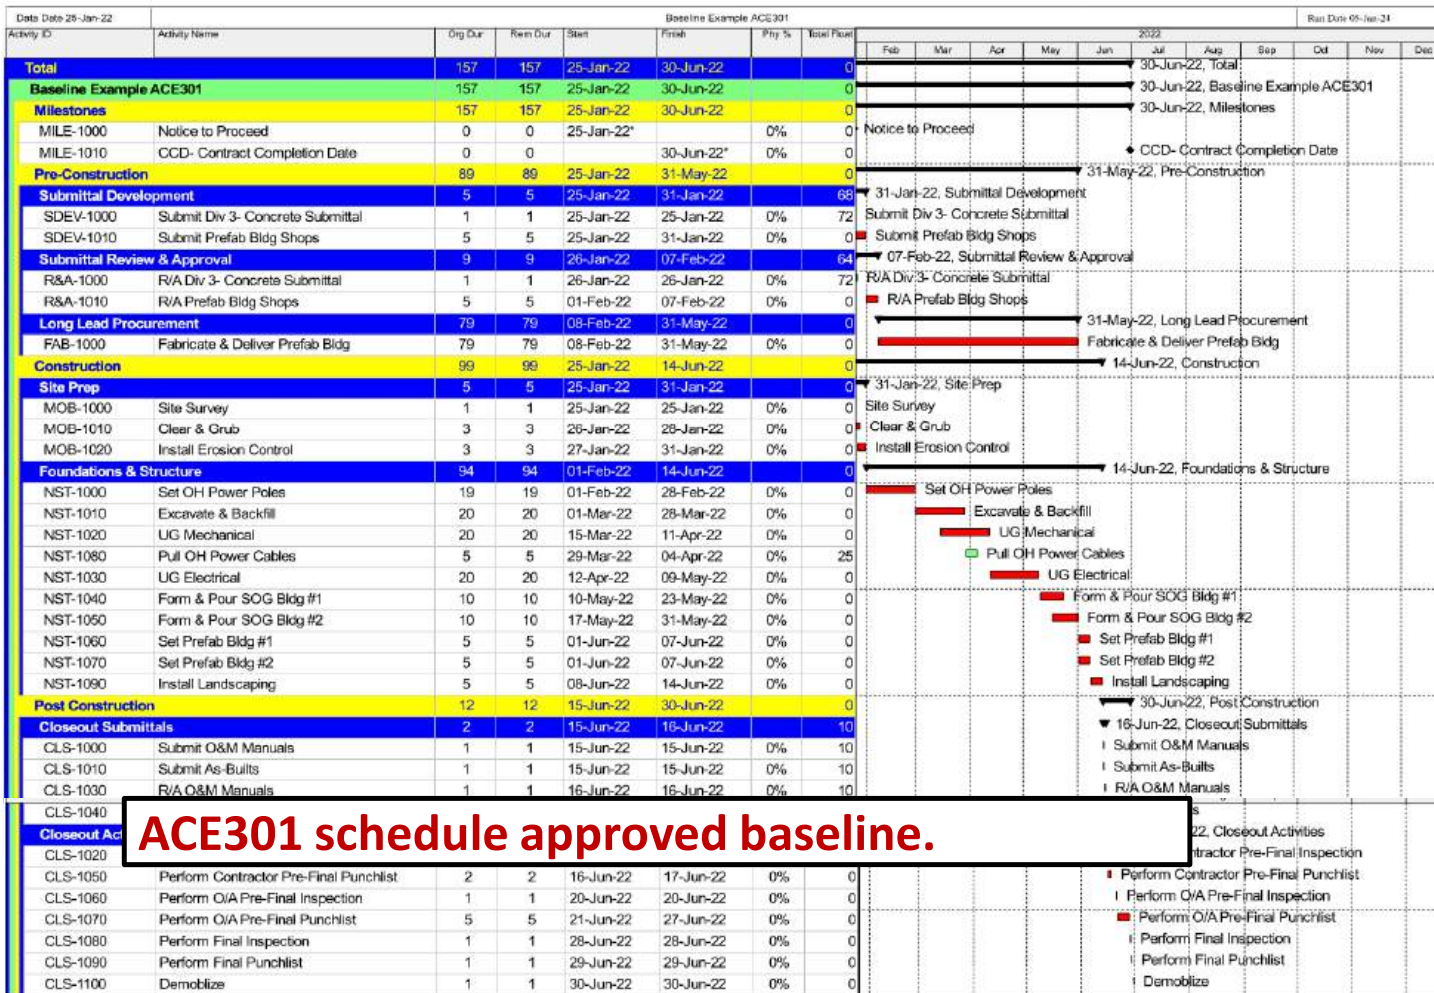 Data Date 25-Jan-22 Baseline Example ACE301 Run Date 05-Jun-24
Activity ID Activity Name Org Dur Rem Dur Start Finish Phy % Total Float 2022
Feb Mar Apr May Jun Jul Aug Sep Oct Nov Dec
Total 157 157 25-Jan-22 30-Jun-22 0 30-Jun-22, Total
Baseline Example ACE301 157 157 25-Jan-22 30-Jun-22 0 30-Jun-22, Baseline Example ACE301
Milestones 157 157 25-Jan-22 30-Jun-22 0 30-Jun-22, Milestones
MILE-1000 Notice to Proceed 0 0 25-Jan-22* 0% 0 Notice to Proceed
MILE-1010 CCD- Contract Completion Date 0 0 30-Jun-22* 0% 0 CCD- Contract Completion Date
Pre-Construction 89 89 25-Jan-22 31-May-22 0 31-May-22, Pre-Construction
Submittal Development 5 5 25-Jan-22 31-Jan-22 68 31-Jan-22, Submittal Development
SDEV-1000 Submit Div 3- Concrete Submittal 1 1 25-Jan-22 25-Jan-22 0% 72 Submit Div 3- Concrete Submittal
SDEV-1010 Submit Prefab Bldg Shops 5 5 25-Jan-22 31-Jan-22 0% 0 Submit Prefab Bldg Shops
Submittal Review & Approval 9 9 26-Jan-22 07-Feb-22 64 07-Feb-22, Submittal Review & Approval
R&A-1000 R/A Div 3- Concrete Submittal 1 1 26-Jan-22 26-Jan-22 0% 72 R/A Div 3- Concrete Submittal
R&A-1010 R/A Prefab Bldg Shops 5 5 01-Feb-22 07-Feb-22 0% 0 R/A Prefab Bldg Shops
Long Lead Procurement 79 79 08-Feb-22 31-May-22 0 31-May-22, Long Lead Procurement
FAB-1000 Fabricate & Deliver Prefab Bldg 79 79 08-Feb-22 31-May-22 0% 0 Fabricate & Deliver Prefab Bldg
Construction 99 99 25-Jan-22 14-Jun-22 0 14-Jun-22, Construction
Site Prep 5 5 25-Jan-22 31-Jan-22 0 31-Jan-22, Site Prep
MOB-1000 Site Survey 1 1 25-Jan-22 25-Jan-22 0% 0 Site Survey
MOB-1010 Clear & Grub 3 3 26-Jan-22 28-Jan-22 0% 0 Clear & Grub
MOB-1020 Install Erosion Control 3 3 27-Jan-22 31-Jan-22 0% 0 Install Erosion Control
Foundations & Structure 94 94 01-Feb-22 14-Jun-22 0 14-Jun-22, Foundations & Structure
NST-1000 Set OH Power Poles 19 19 01-Feb-22 28-Feb-22 0% 0 Set OH Power Poles
NST-1010 Excavate & Backfill 20 20 01-Mar-22 28-Mar-22 0% 0 Excavate & Backfill
NST-1020 UG Mechanical 20 20 15-Mar-22 11-Apr-22 0% 0 UG Mechanical
NST-1080 Pull OH Power Cables 5 5 29-Mar-22 04-Apr-22 0% 25 Pull OH Power Cables
NST-1030 UG Electrical 20 20 12-Apr-22 09-May-22 0% 0 UG Electrical
NST-1040 Form & Pour SOG Bldg #1 10 10 10-May-22 23-May-22 0% 0 Form & Pour SOG Bldg #1
NST-1050 Form & Pour SOG Bldg #2 10 10 17-May-22 31-May-22 0% 0 Form & Pour SOG Bldg #2
NST-1060 Set Prefab Bldg #1 5 5 01-Jun-22 07-Jun-22 0% 0 Set Prefab Bldg #1
NST-1070 Set Prefab Bldg #2 5 5 01-Jun-22 07-Jun-22 0% 0 Set Prefab Bldg #2
NST-1090 Install Landscaping 5 5 08-Jun-22 14-Jun-22 0% 0 Install Landscaping
Post Construction 12 12 15-Jun-22 30-Jun-22 0 30-Jun-22, Post Construction
Closeout Submittals 2 2 15-Jun-22 16-Jun-22 10 16-Jun-22, Closeout Submittals
CLS-1000 Submit O&M Manuals 1 1 15-Jun-22 15-Jun-22 0% 10 Submit O&M Manuals
CLS-1010 Submit As-Builts 1 1 15-Jun-22 15-Jun-22 0% 10 Submit As-Builts
CLS-1030 R/A O&M Manuals 1 1 16-Jun-22 16-Jun-22 0% 10 R/A O&M Manuals
CLS-1040 s
ACE301 schedule approved baseline.
Closeout Act 22, Closeout Activities
CLS-1020 ntractor Pre-Final Inspection
CLS-1050 Perform Contractor Pre-Final Punchlist 2 2 16-Jun-22 17-Jun-22 0% 0 Perform Contractor Pre-Final Punchlist
CLS-1060 Perform O/A Pre-Final Inspection 1 1 20-Jun-22 20-Jun-22 0% 0 Perform O/A Pre-Final Inspection
CLS-1070 Perform O/A Pre-Final Punchlist 5 5 21-Jun-22 27-Jun-22 0% 0 Perform O/A Pre-Final Punchlist
CLS-1080 Perform Final Inspection 1 1 28-Jun-22 28-Jun-22 0% 0 Perform Final Inspection
CLS-1090 Perform Final Punchlist 1 1 29-Jun-22 29-Jun-22 0% 0 Perform Final Punchlist
CLS-1100 Demoblize 1 1 30-Jun-22 30-Jun-22 0% 0 Demoblize